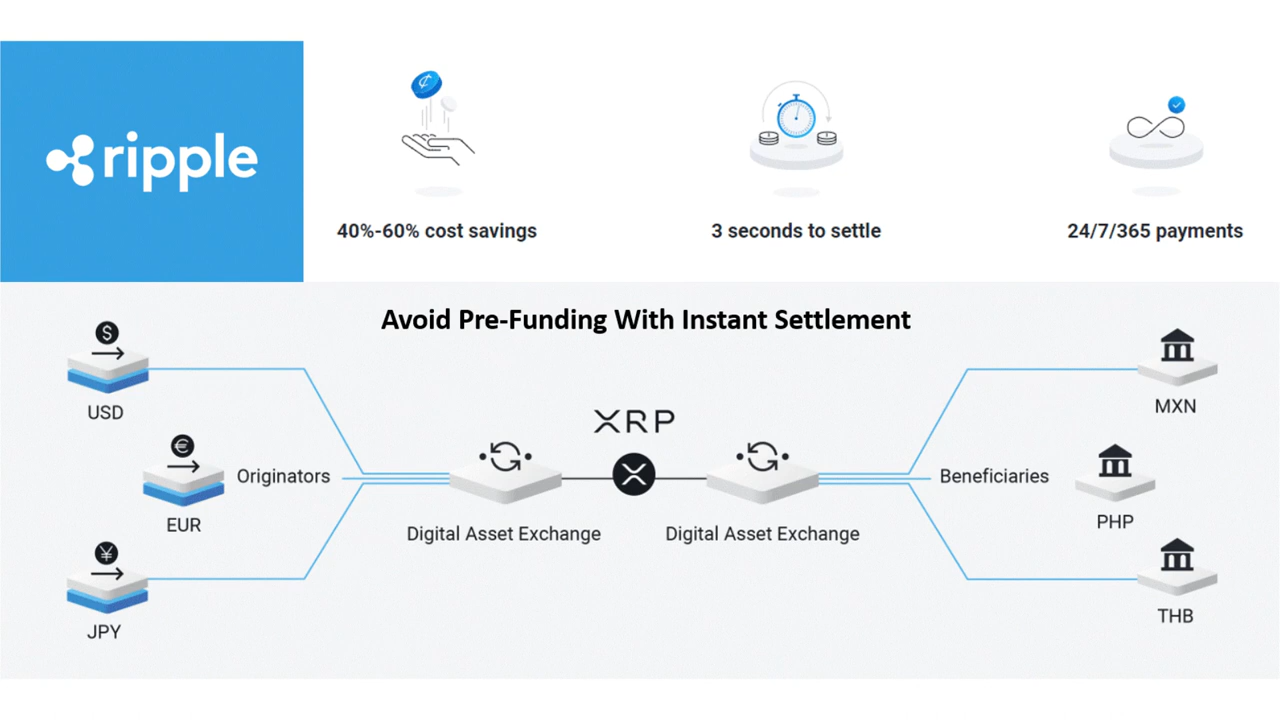 ripple
40%-60% cost savings
3 seconds to settle
24/7/365 payments
Avoid Pre-Funding With Instant Settlement
$
USD
€
EUR
Originators
¥
JPY
Digital Asset Exchange
XRP
Digital Asset Exchange
Beneficiaries
MXN
PHP
THB